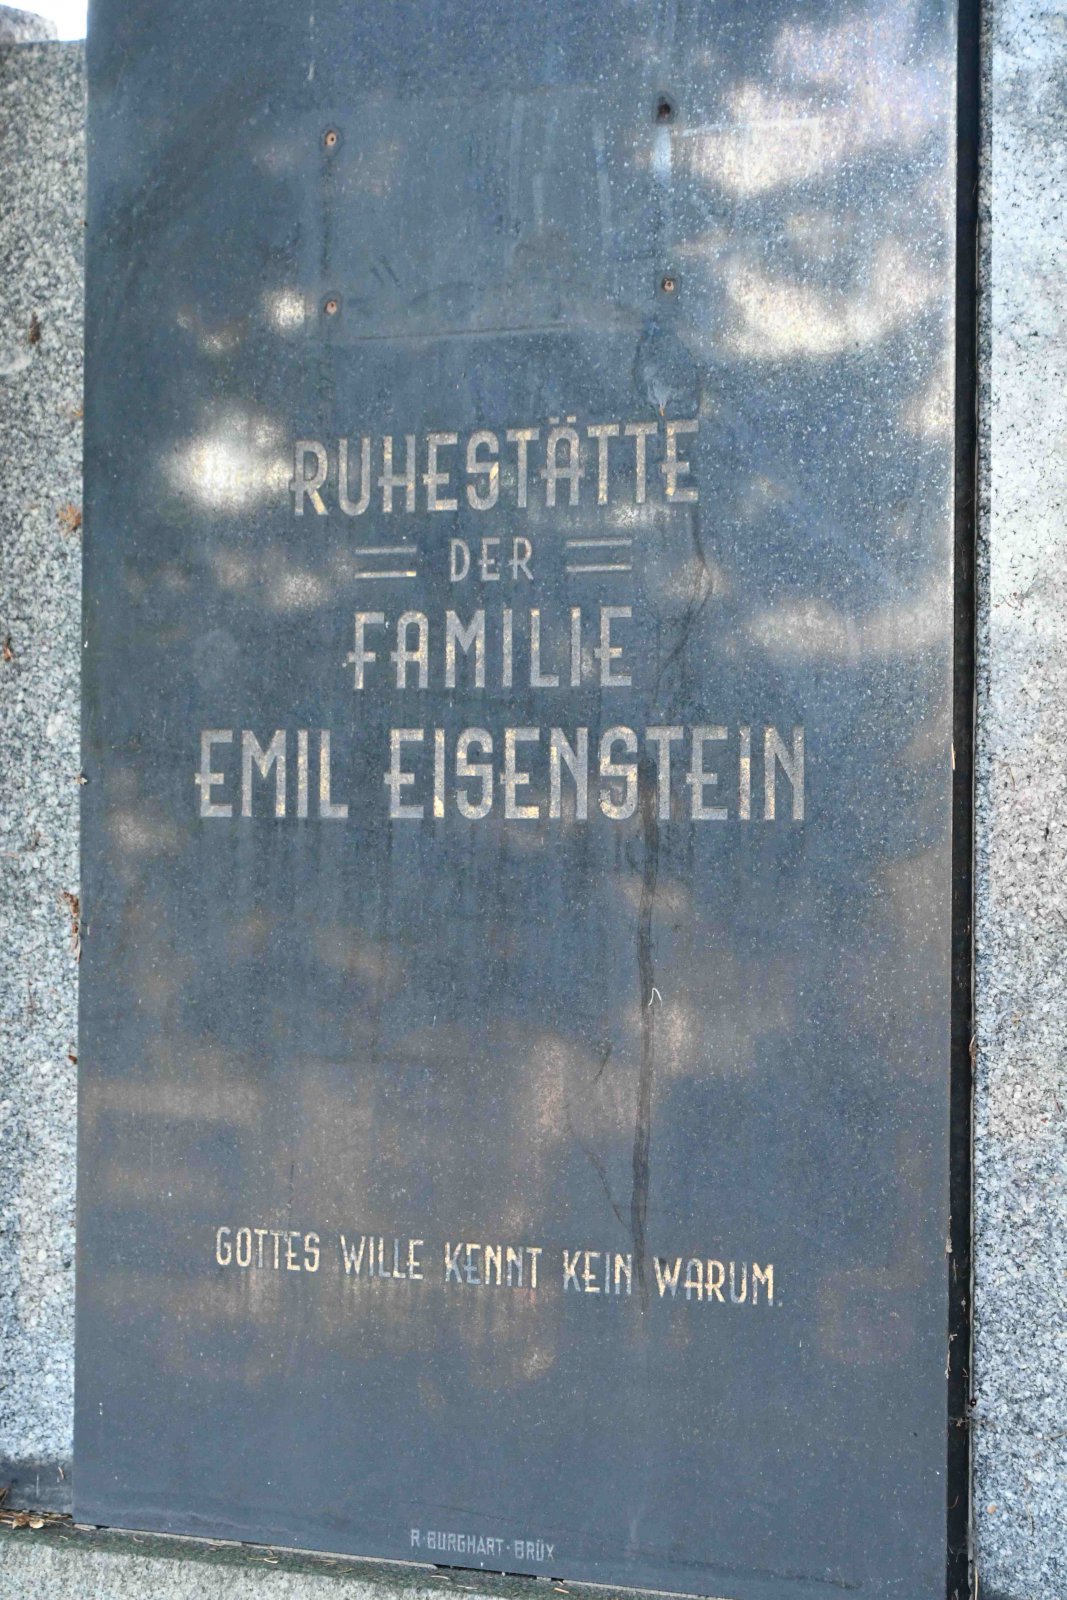 RUHESTÄTTE
DER
FAMILIE
EMIL EISENSTEIN
GOTTES WILLE KENNT KEIN WARUM.
R·BURGHART·BRÜX